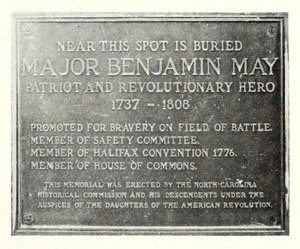 NEAR THIS SPOT IS BURIED
MAJOR BENJAMIN MAY
PATRIOT AND REVOLUTIONARY HERO
1737 – 1808
PROMOTED FOR BRAVERY ON FIELD OF BATTLE.
MEMBER OF SAFETY COMMITTEE.
MEMBER OF HALIFAX CONVENTION 1776.
MEMBER OF HOUSE OF COMMONS.
THIS MEMORIAL WAS ERECTED BY THE NORTH CAROLINA
HISTORICAL COMMISSION AND HIS DESCENDENTS UNDER THE
AUSPICES OF THE DAUGHTERS OF THE AMERICAN REVOLUTION.